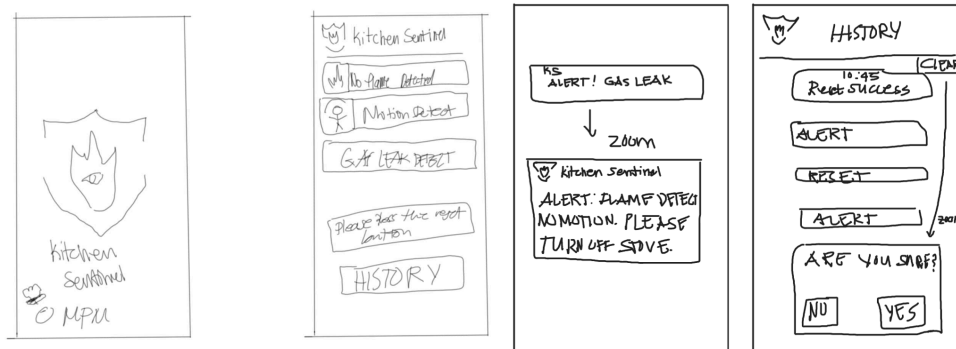 Kitchen
Sentinel
MPM
Kitchen Sentinel
No Flame Detected
Motion Detect
GAS LEAK DETECT
Please press the reset
button
HISTORY
KS
ALERT! GAS LEAK
ZOOM
Kitchen Sentinel
ALERT: FLAME DETECT
NO MOTION. PLEASE
TURN OFF STOVE.
HISTORY
CLEAR
10:45
Reset SUCCESS
ALERT
RESET
ALERT
ZOOM
ARE YOU SURE?
NO
YES